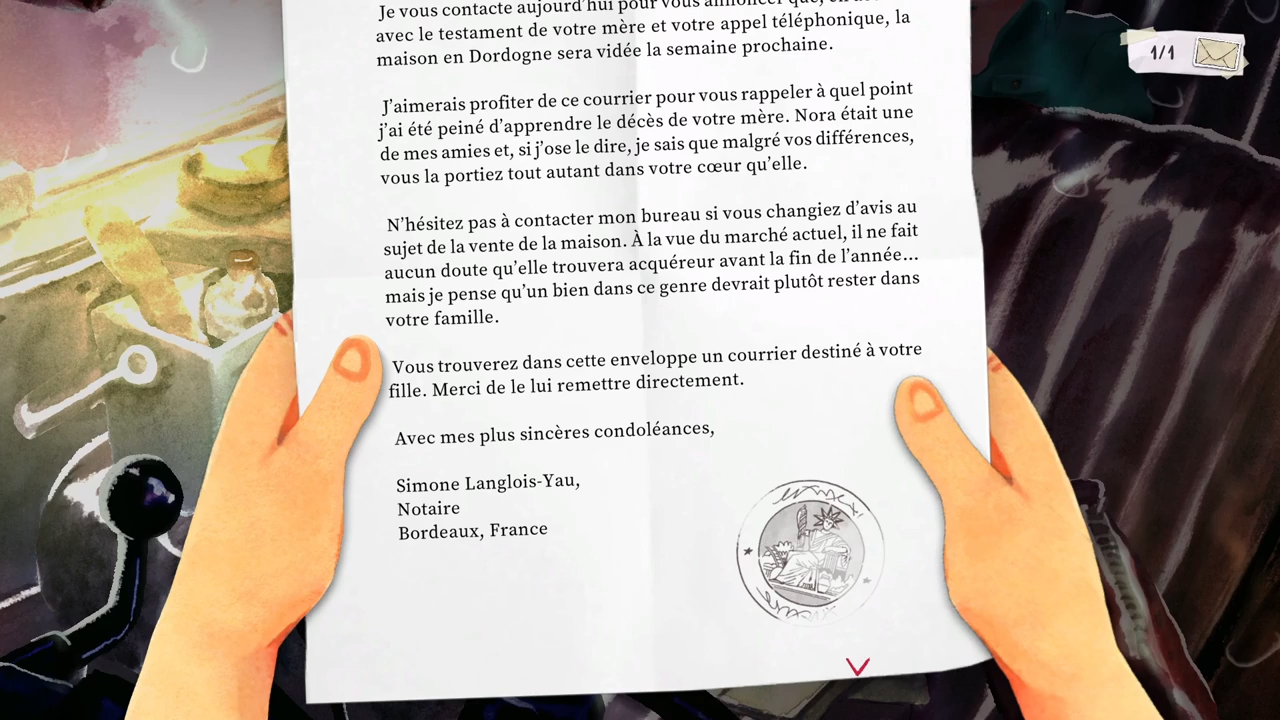 Je vous contacte aujourd'hui pour vous annoncer que,
avec le testament de votre mère et votre appel téléphonique, la
maison en Dordogne sera vidée la semaine prochaine.
J'aimerais profiter de ce courrier pour vous rappeler à quel point
j'ai été peiné d'apprendre le décès de votre mère. Nora était une
de mes amies et, si j'ose le dire, je sais que malgré vos différences,
vous la portiez tout autant dans votre cœur qu'elle.
N'hésitez pas à contacter mon bureau si vous changiez d'avis au
sujet de la vente de la maison. À la vue du marché actuel, il ne fait
aucun doute qu'elle trouvera acquéreur avant la fin de l'année...
mais je pense qu'un bien dans ce genre devrait plutôt rester dans
votre famille.
Vous trouverez dans cette enveloppe un courrier destiné à votre
fille. Merci de le lui remettre directement.
Avec mes plus sincères condoléances,
Simone Langlois-Yau,
Notaire
Bordeaux, France
1/1